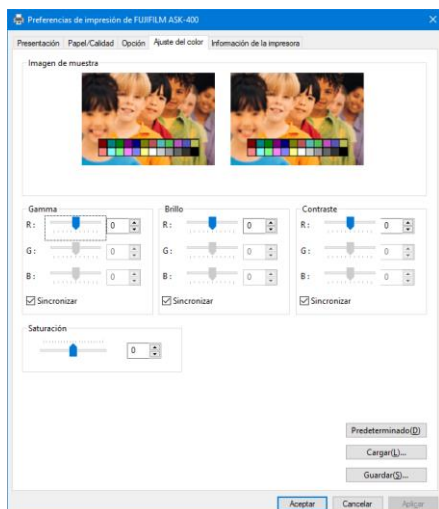 Preferencias de impresión de FUJIFILM ASK-400
Presentación Papel/Calidad Opción Ajuste del color Información de la impresora
Imagen de muestra
Gamma Brillo Contraste
R: 0 R: 0 R: 0
G: 0 G: 0 G: 0
B: 0 B: 0 B: 0
Sincronizar Sincronizar Sincronizar
Saturación
0
Predeterminado(D)
Cargar(L)...
Guardar(S)...
Aceptar Cancelar Aplicar